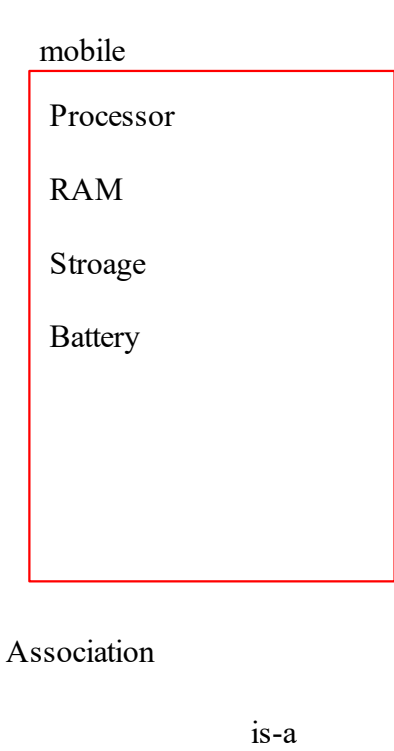 mobile
Processor
RAM
Stroage
Battery
Association
is-a